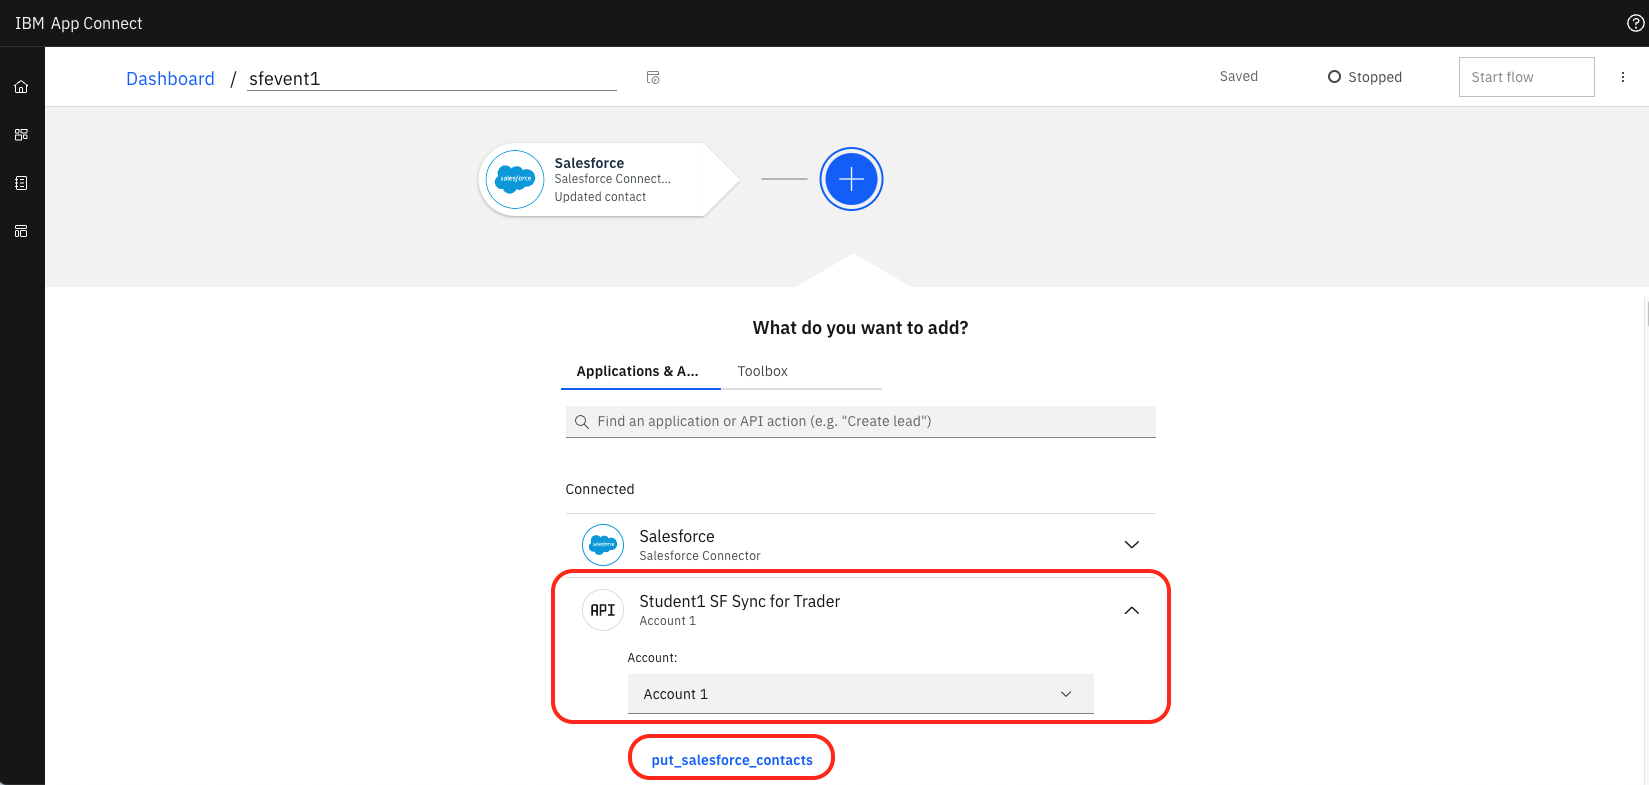 IBM App Connect
Dashboard / sfevent1
Saved
Stopped
Start flow
salesforce
Salesforce
Salesforce Connect...
Updated contact
What do you want to add?
Applications & A...
Toolbox
Find an application or API action (e.g. "Create lead")
Connected
salesforce
Salesforce
Salesforce Connector
API
Student1 SF Sync for Trader
Account 1
Account:
Account 1
put_salesforce_contacts